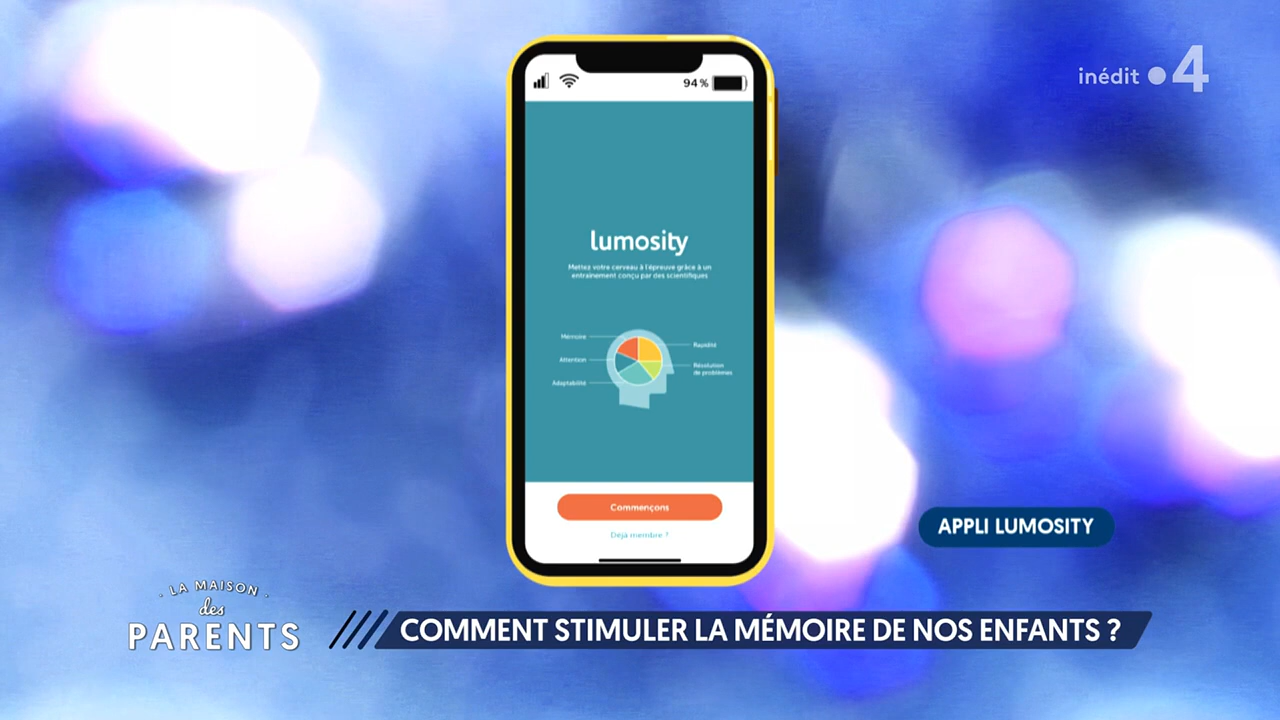 inédit 4
94 %
lumosity
Mettez votre cerveau à l'épreuve grâce à un
entraînement conçu par des scientifiques
Mémoire
Rapidité
Attention
Résolution
de problèmes
Adaptabilité
Commençons
Déjà membre ?
APPLI LUMOSITY
LA MAISON
des
PARENTS
COMMENT STIMULER LA MÉMOIRE DE NOS ENFANTS ?